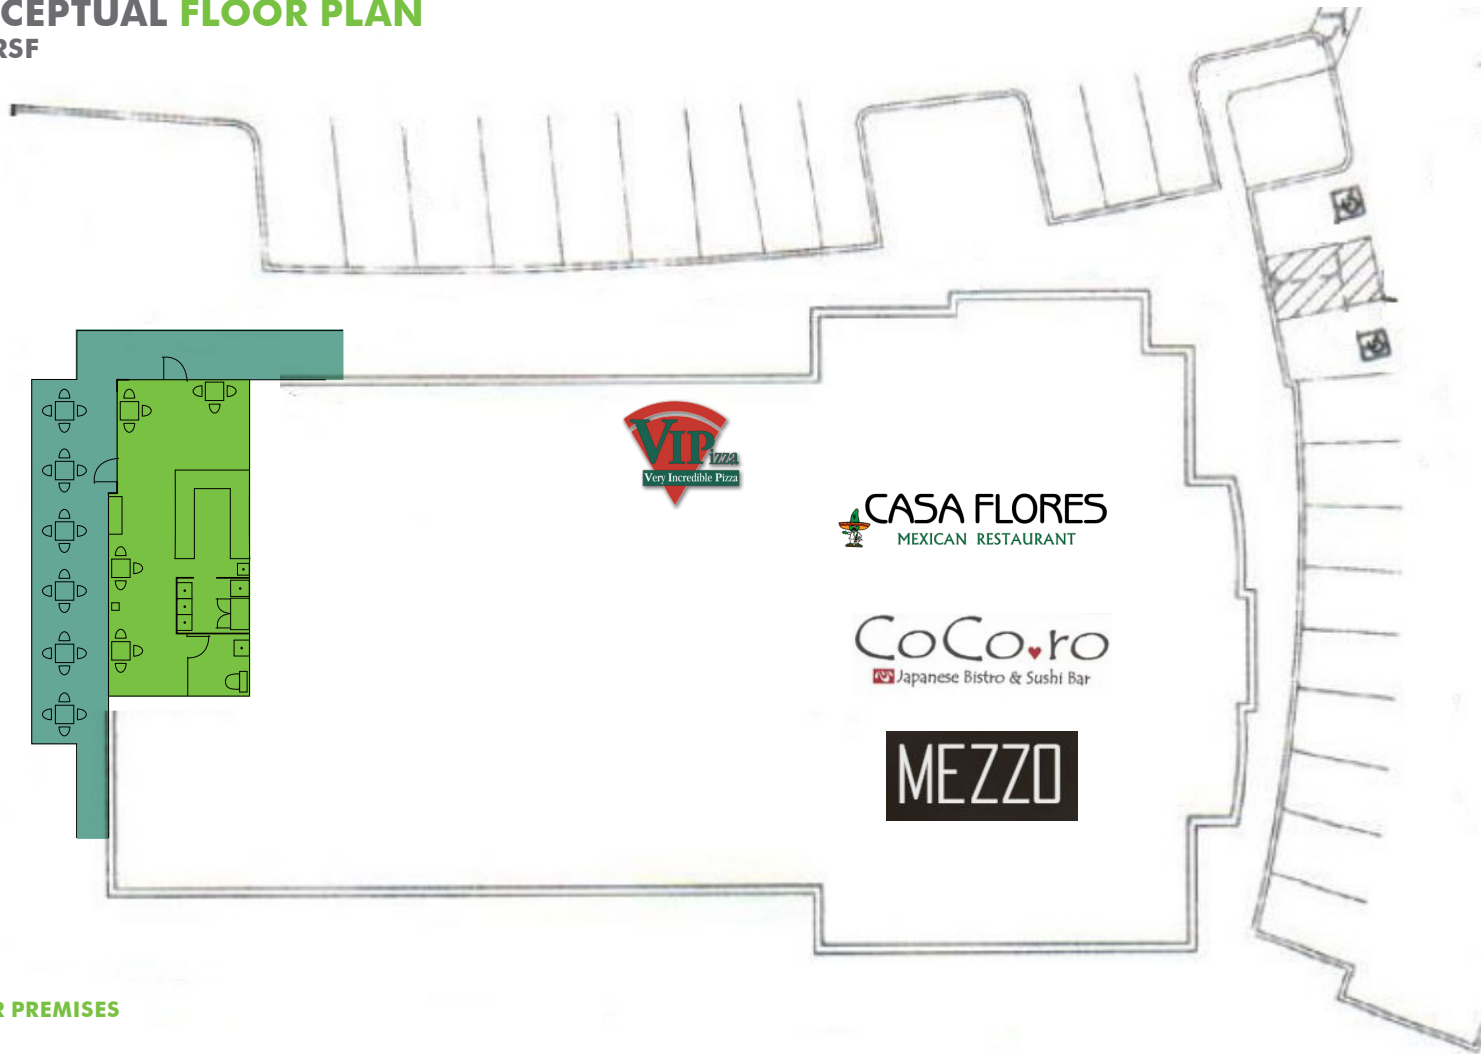 CEPTUAL FLOOR PLAN
RSF
VIPizza
Very Incredible Pizza
CASA FLORES
MEXICAN RESTAURANT
CoCo.ro
Japanese Bistro & Sushi Bar
MEZZO
R PREMISES